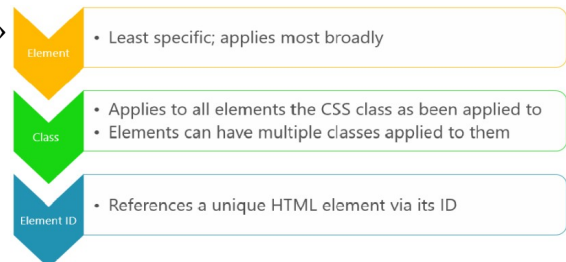 Element
• Least specific; applies most broadly
Class
• Applies to all elements the CSS class as been applied to
• Elements can have multiple classes applied to them
Element ID
• References a unique HTML element via its ID